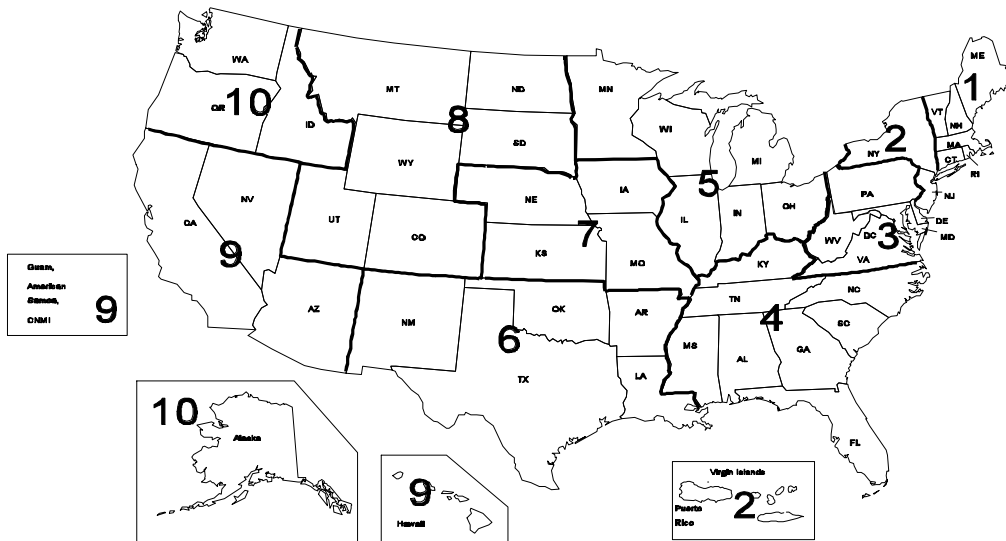 ME
WA
1
MT
ND
MN
OR
10
VT
8
NH
WI
2
ID
SD
MA
NY
MI
WY
CT
RI
5
IA
PA
NV
NE
NJ
OH
CA
UT
IL
IN
DE
CO
7
DC
3
MD
9
WV
KS
VA
MO
KY
Guam,
American
Samoa,
CNMI
9
NC
TN
AZ
OK
AR
4
SC
NM
6
MS
AL
GA
TX
LA
10
Alaska
FL
Virgin Islands
9
Puerto
Rico
2
Hawaii